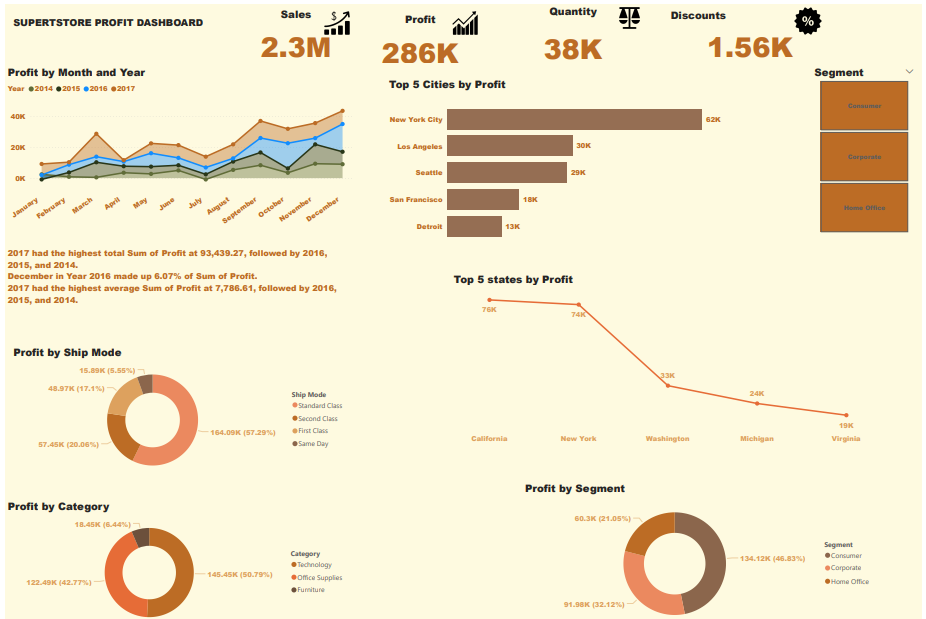 SUPERTSTORE PROFIT DASHBOARD
Sales
2.3M
$
Profit
286K
Quantity
38K
Discounts
1.56K
%
Profit by Month and Year
Year 2014 2015 2016 2017
40K
20K
0K
January
February
March
April
May
June
July
August
September
October
November
December
2017 had the highest total Sum of Profit at 93,439.27, followed by 2016,
2015, and 2014.
December in Year 2016 made up 6.07% of Sum of Profit.
2017 had the highest average Sum of Profit at 7,786.61, followed by 2016,
2015, and 2014.
Top 5 Cities by Profit
New York City 62K
Los Angeles 30K
Seattle 29K
San Francisco 18K
Detroit 13K
Segment
Consumer
Corporate
Home Office
Top 5 states by Profit
76K
74K
33K
24K
19K
California
New York
Washington
Michigan
Virginia
Profit by Ship Mode
15.89K (5.55%)
48.97K (17.1%)
57.45K (20.06%)
164.09K (57.29%)
Ship Mode
Standard Class
Second Class
First Class
Same Day
Profit by Category
18.45K (6.44%)
122.49K (42.77%)
145.45K (50.79%)
Category
Technology
Office Supplies
Furniture
Profit by Segment
60.3K (21.05%)
134.12K (46.83%)
91.98K (32.12%)
Segment
Consumer
Corporate
Home Office